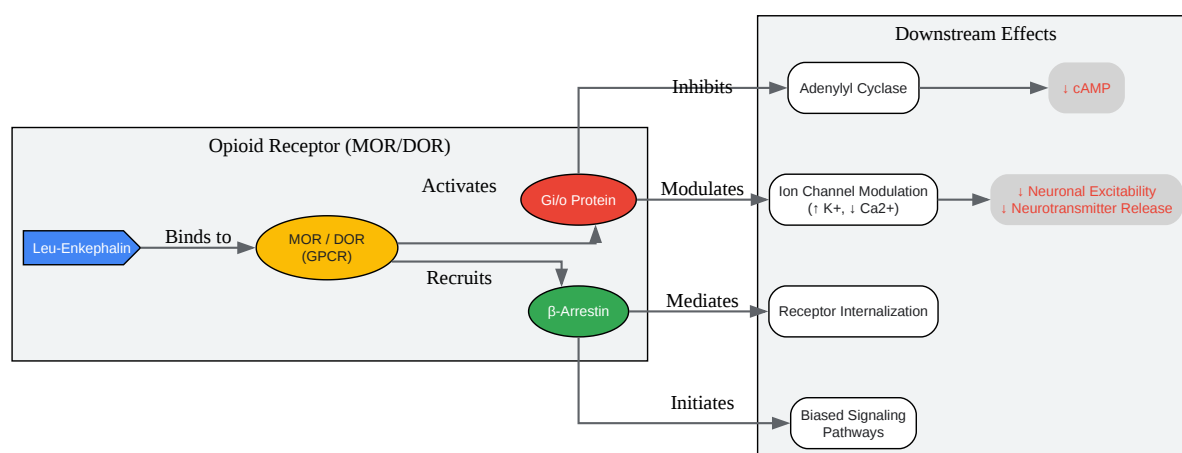 Downstream Effects
Inhibits
Adenylyl Cyclase
↓ cAMP
Opioid Receptor (MOR/DOR)
Activates
Gi/o Protein
Modulates
Ion Channel Modulation
(↑ K+, ↓ Ca2+)
↓ Neuronal Excitability
↓ Neurotransmitter Release
Leu-Enkephalin
Binds to
MOR / DOR
(GPCR)
Recruits
β-Arrestin
Mediates
Receptor Internalization
Initiates
Biased Signaling
Pathways